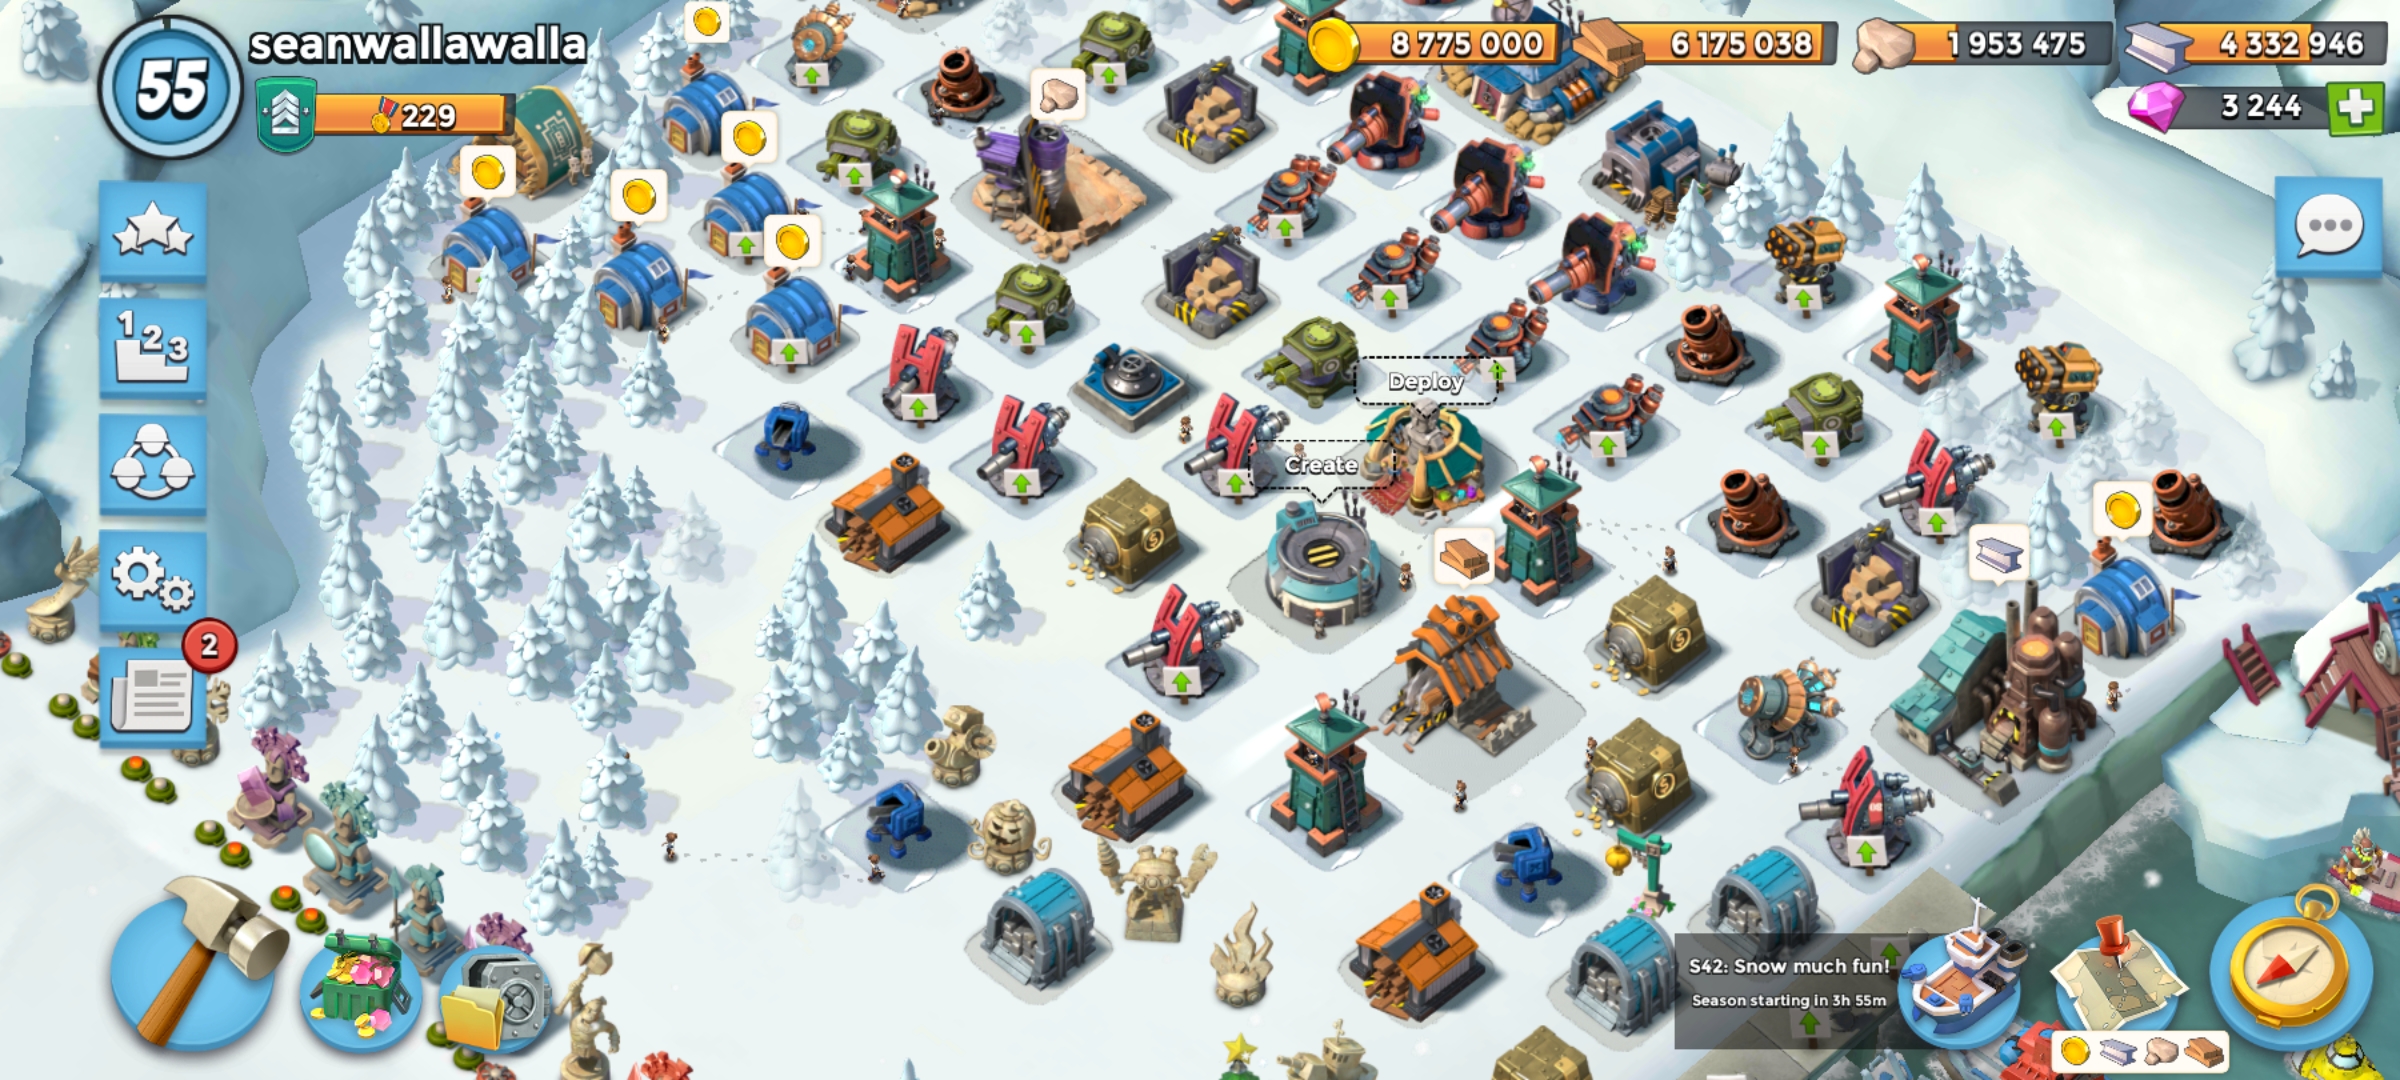 55
seanwallawalla
229
8 775 000
6 175 038
1 953 475
4 332 946
3 244
123
2
Deploy
Create
S42: Snow much fun!
Season starting in 3h 55m